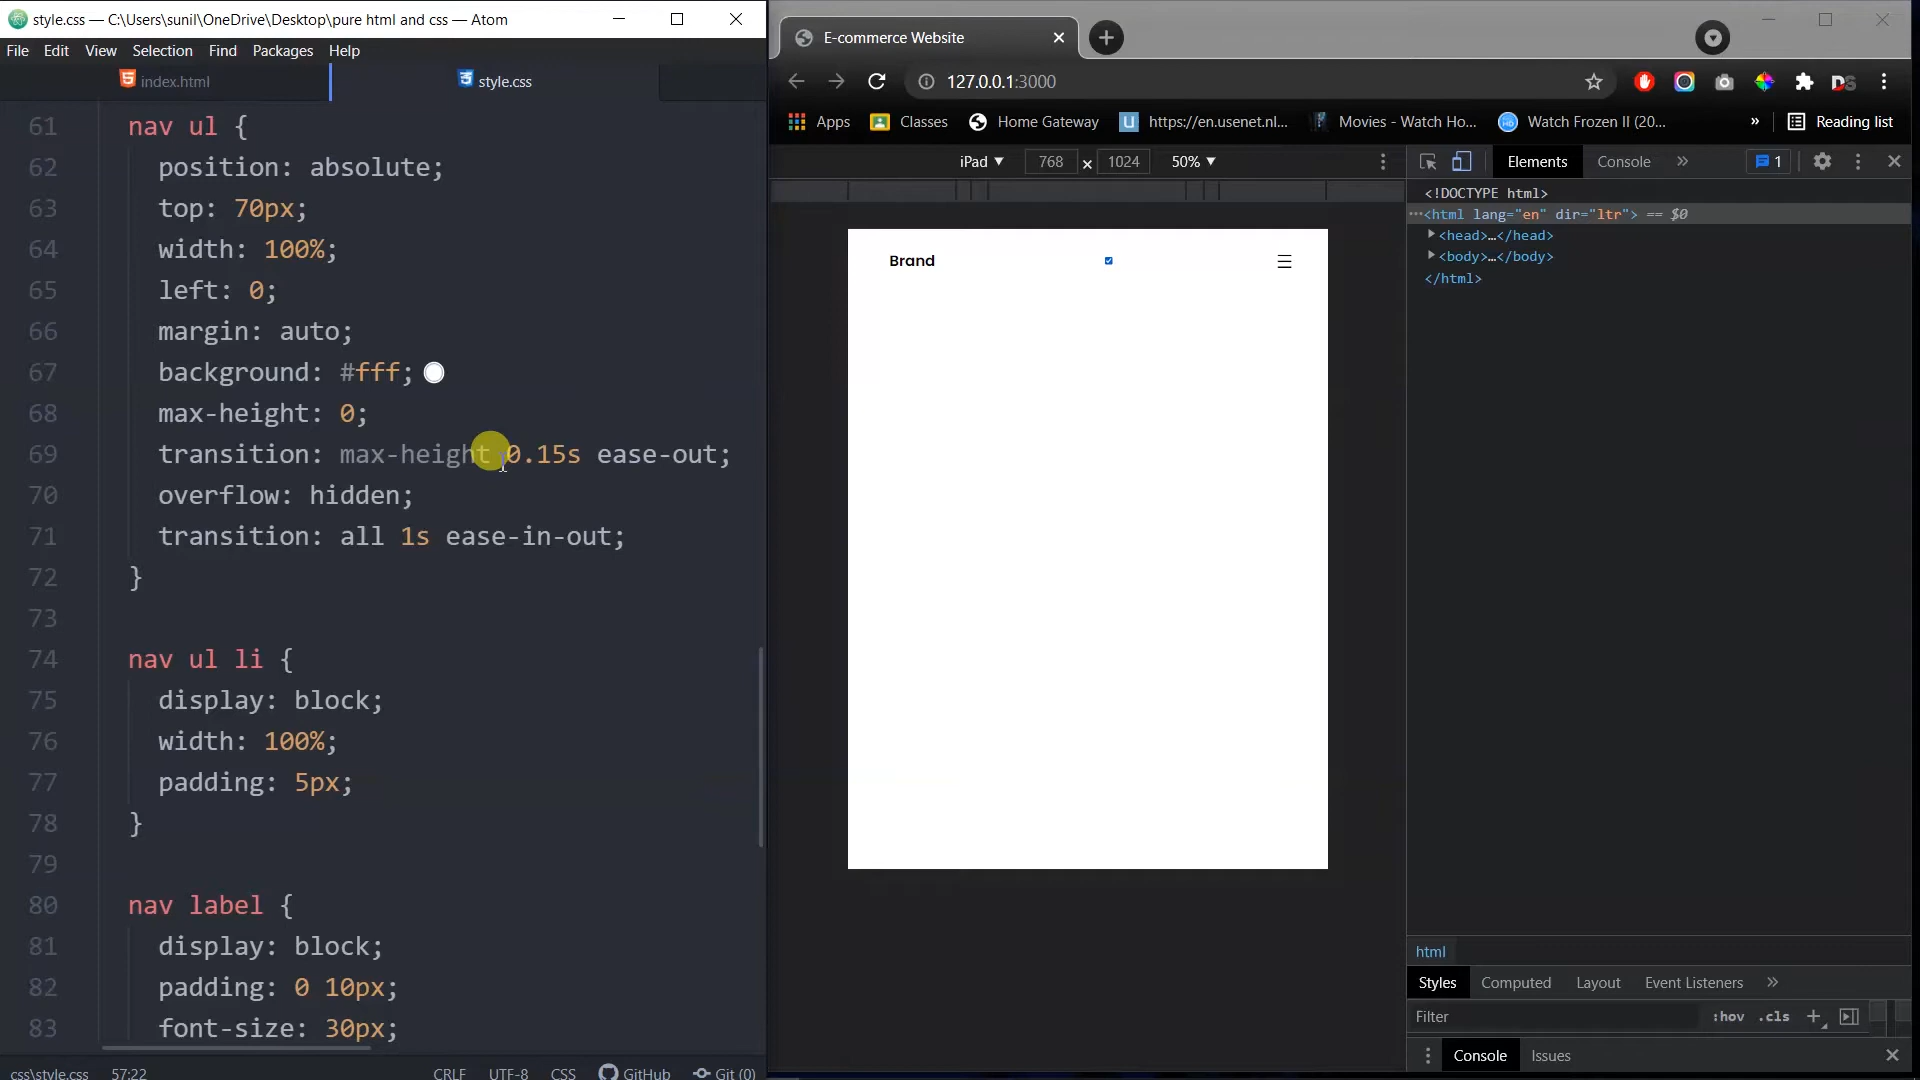 style.css — C:\Users\sunil\OneDrive\Desktop\pure html and css — Atom
File Edit View Selection Find Packages Help
index.html style.css
61 nav ul {
62 position: absolute;
63 top: 70px;
64 width: 100%;
65 left: 0;
66 margin: auto;
67 background: #fff;
68 max-height: 0;
69 transition: max-height 0.15s ease-out;
70 overflow: hidden;
71 transition: all 1s ease-in-out;
72 }
73
74 nav ul li {
75 display: block;
76 width: 100%;
77 padding: 5px;
78 }
79
80 nav label {
81 display: block;
82 padding: 0 10px;
83 font-size: 30px;
css\style.css 57:22 CRLF UTF-8 CSS GitHub Git (0)
E-commerce Website
127.0.0.1:3000
DS
Apps Classes Home Gateway U https://en.usenet.nl... Movies - Watch Ho... Watch Frozen II (20... » Reading list
iPad 768 × 1024 50%
Brand
Elements Console » 1
<!DOCTYPE html>
<html lang="en" dir="ltr"> == $0
<head>…</head>
<body>…</body>
</html>
html
Styles Computed Layout Event Listeners »
Filter :hov .cls +
Console Issues